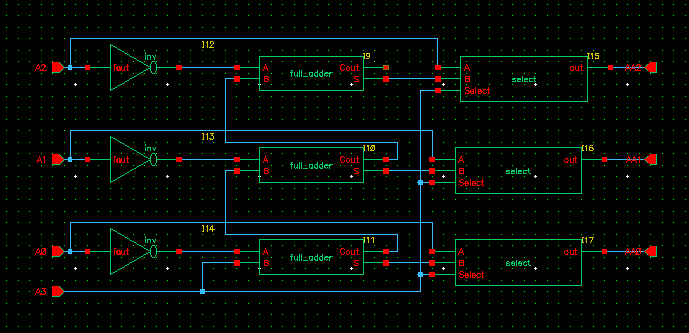 I12 I9 I15
inv
A2 Iout A Cout A out AA2
B full_adder S B select
Select
I13 I10 I16
inv
A1 Iout A Cout A out AA1
B full_adder S B select
Select
I14 I11 I17
inv
A0 Iout A Cout A out AA0
B full_adder S B select
A3 Select